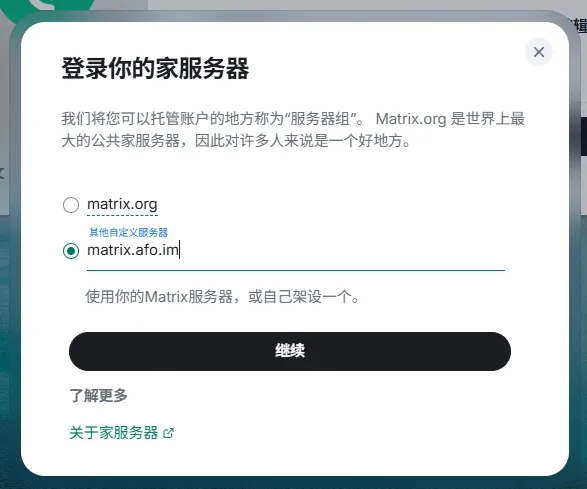 登录你的家服务器
我们将您可以托管账户的地方称为“服务器组”。 Matrix.org 是世界上最
大的公共家服务器，因此对许多人来说是一个好地方。
matrix.org
其他自定义服务器
matrix.afo.im
使用你的Matrix服务器，或自己架设一个。
继续
了解更多
关于家服务器